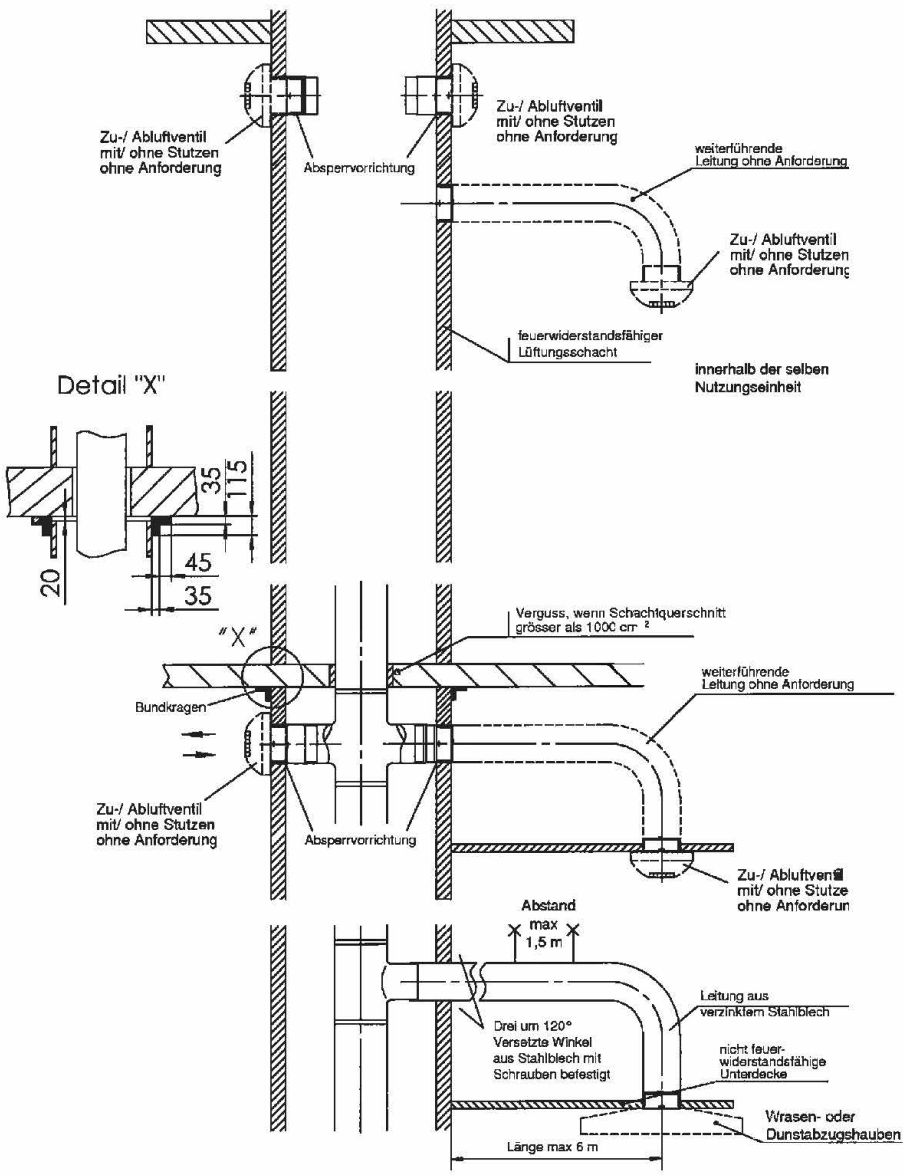 Zu-/ Abluftventil
mit/ ohne Stutzen
ohne Anforderung
Absperrvorrichtung
Zu-/ Abluftventil
mit/ ohne Stutzen
ohne Anforderung
weiterführende
Leitung ohne Anforderung
Zu-/ Abluftventil
mit/ ohne Stutzen
ohne Anforderung
feuerwiderstandsfähiger
Lüftungsschacht
innerhalb der selben
Nutzungseinheit
Detail "X"
35
115
20
45
35
"X"
Verguss, wenn Schachtquerschnitt
grösser als 1000 cm ²
Bundkragen
weiterführende
Leitung ohne Anforderung
Zu-/ Abluftventil
mit/ ohne Stutzen
ohne Anforderung
Absperrvorrichtung
Zu-/ Abluftventil
mit/ ohne Stutze
ohne Anforderun
Abstand
max
1,5 m
Drei um 120°
Versetzte Winkel
aus Stahlblech mit
Schrauben befestigt
Leitung aus
verzinktem Stahlblech
nicht feuer-
widerstandsfähige
Unterdecke
Wrasen- oder
Dunstabzugshauben
Länge max 6 m